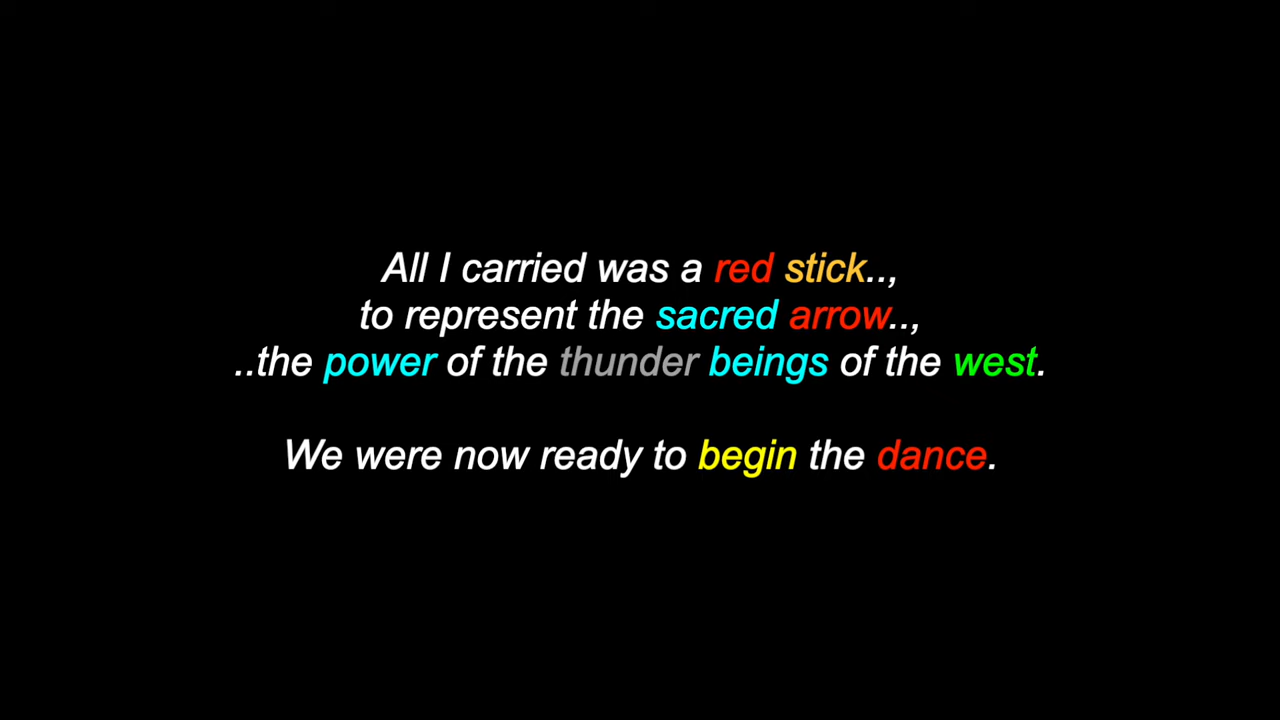 All I carried was a red stick..,
to represent the sacred arrow..,
..the power of the thunder beings of the west.
We were now ready to begin the dance.